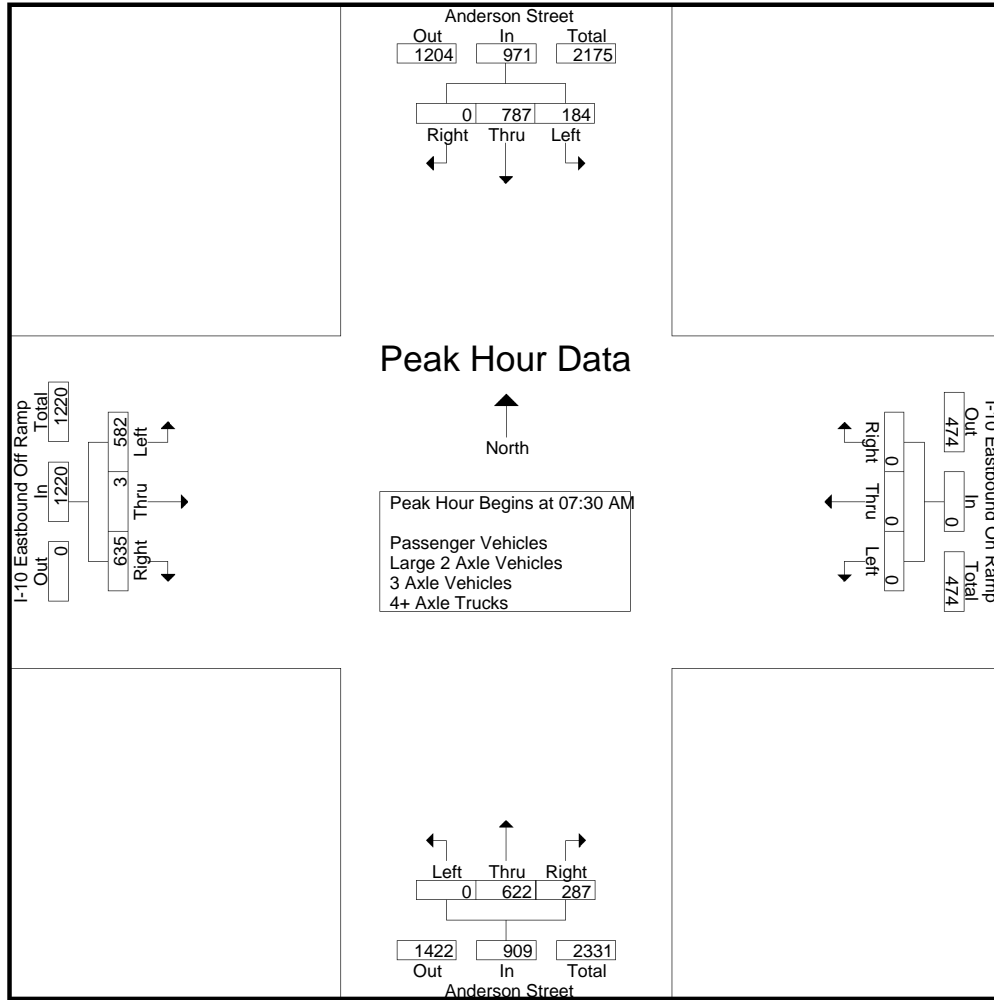 Anderson Street
Out In Total
1204 971 2175
0 787 184
Right Thru Left
Peak Hour Data
North
Peak Hour Begins at 07:30 AM
Passenger Vehicles
Large 2 Axle Vehicles
3 Axle Vehicles
4+ Axle Trucks
I-10 Eastbound Off Ramp
Out In Total
0 1220 1220
635 3 582
Right Thru Left
I-10 Eastbound On Ramp
Out In Total
474 0 474
0 0 0
Right Thru Left
Left Thru Right
0 622 287
1422 909 2331
Out In Total
Anderson Street